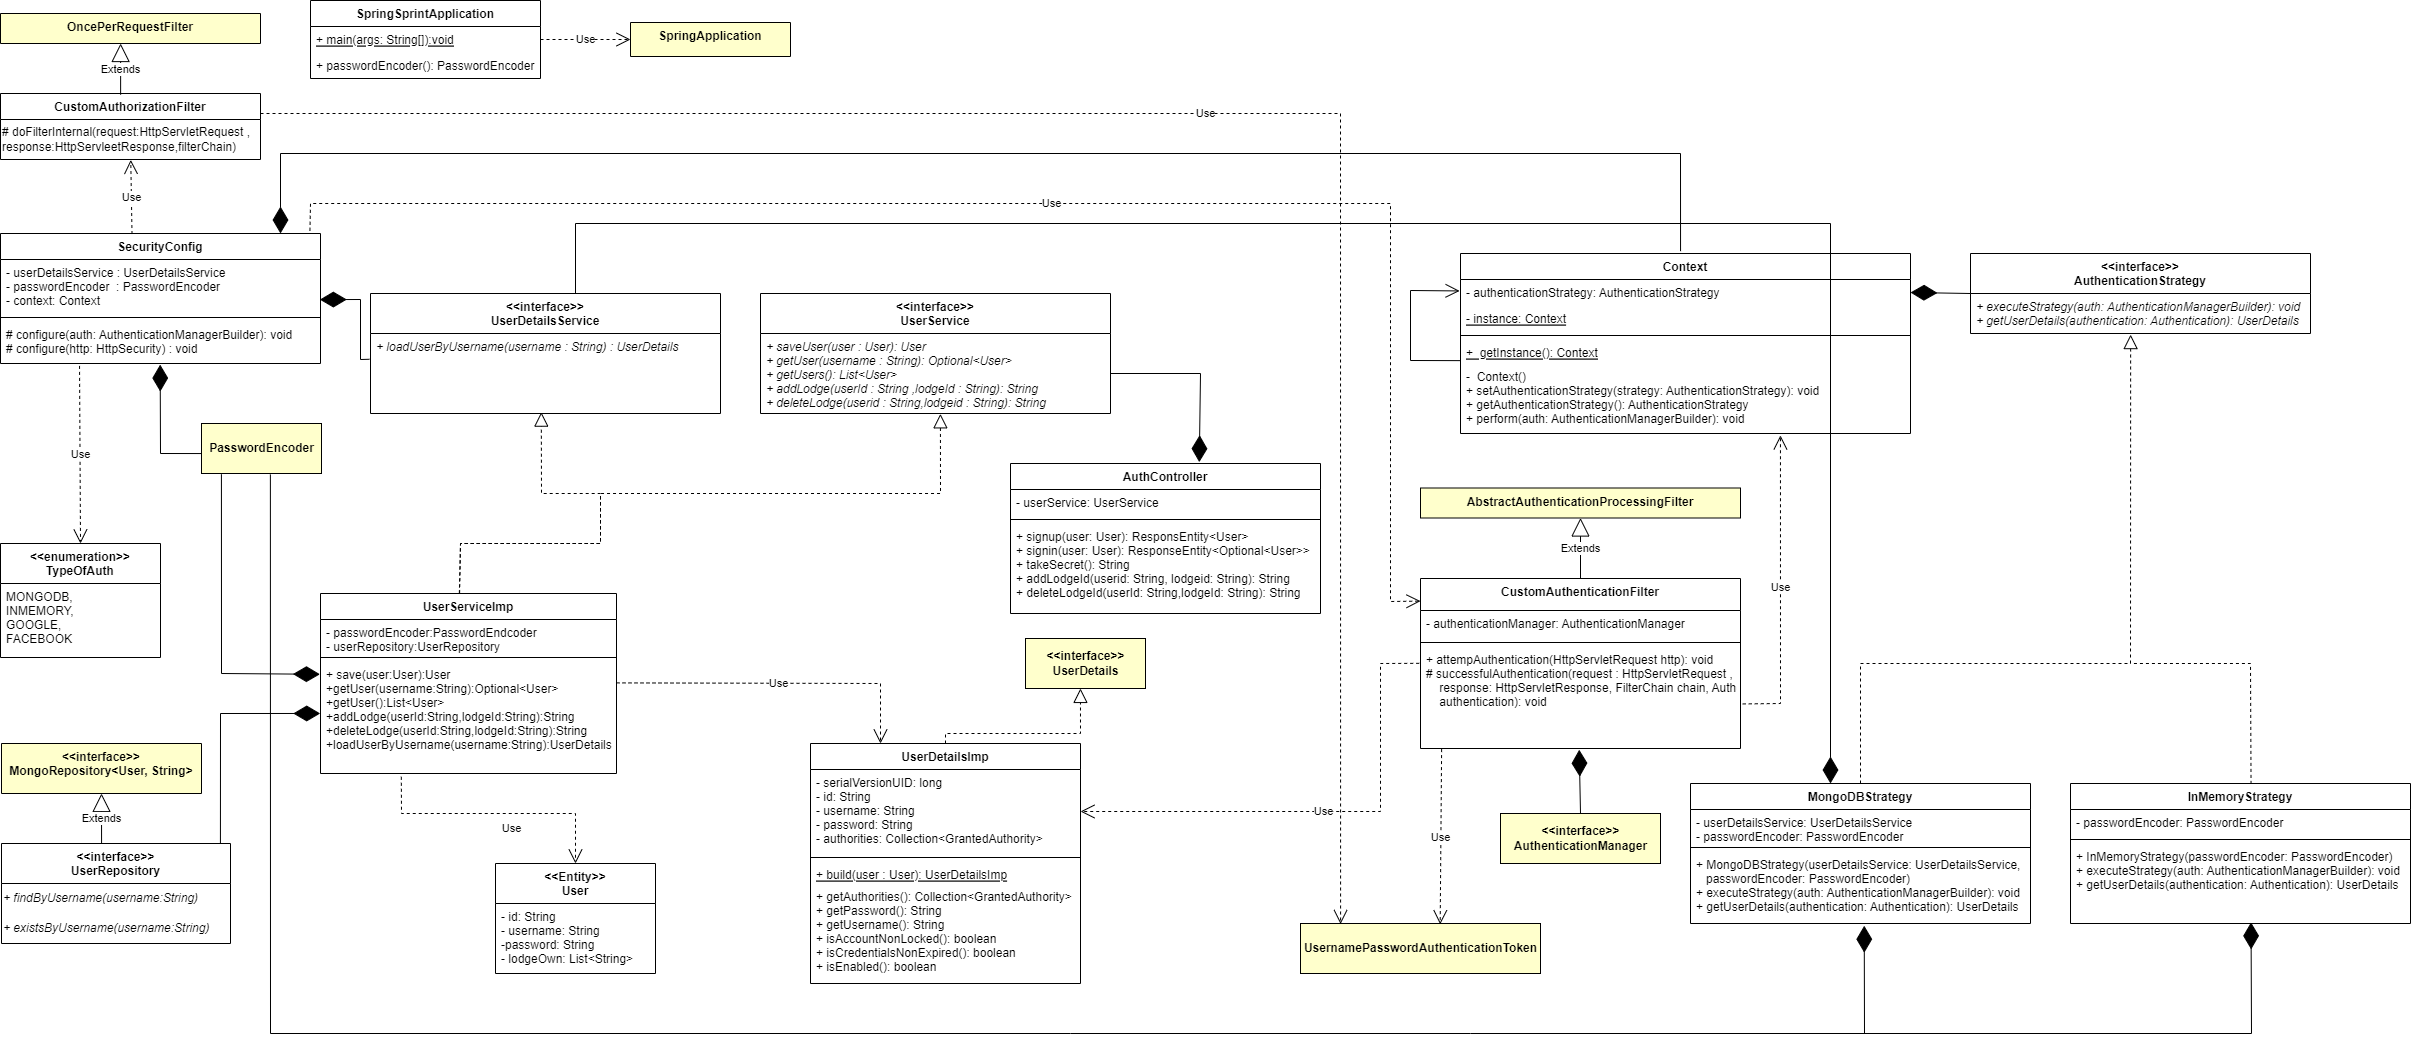 OncePerRequestFilter
Extends
CustomAuthorizationFilter
# doFilterInternal(request:HttpServletRequest ,
response:HttpServleetResponse,filterChain)
Use
SpringSprintApplication
+ main(args: String[]):void
+ passwordEncoder(): PasswordEncoder
Use
SpringApplication
Use
Use
SecurityConfig
- userDetailsService : UserDetailsService
- passwordEncoder  : PasswordEncoder
- context: Context
# configure(auth: AuthenticationManagerBuilder): void
# configure(http: HttpSecurity) : void
<<interface>>
UserDetailsService
+ loadUserByUsername(username : String) : UserDetails
<<interface>>
UserService
+ saveUser(user : User): User
+ getUser(username : String): Optional<User>
+ getUsers(): List<User>
+ addLodge(userId : String ,lodgeId : String): String
+ deleteLodge(userid : String,lodgeid : String): String
Context
- authenticationStrategy: AuthenticationStrategy
- instance: Context
+  getInstance(): Context
-  Context()
+ setAuthenticationStrategy(strategy: AuthenticationStrategy): void
+ getAuthenticationStrategy(): AuthenticationStrategy
+ perform(auth: AuthenticationManagerBuilder): void
<<interface>>
AuthenticationStrategy
+ executeStrategy(auth: AuthenticationManagerBuilder): void
+ getUserDetails(authentication: Authentication): UserDetails
PasswordEncoder
Use
<<enumeration>>
TypeOfAuth
MONGODB,
INMEMORY,
GOOGLE,
FACEBOOK
AuthController
- userService: UserService
+ signup(user: User): ResponsEntity<User>
+ signin(user: User): ResponseEntity<Optional<User>>
+ takeSecret(): String
+ addLodgeId(userid: String, lodgeid: String): String
+ deleteLodgeId(userId: String,lodgeId: String): String
AbstractAuthenticationProcessingFilter
Extends
CustomAuthenticationFilter
- authenticationManager: AuthenticationManager
+ attempAuthentication(HttpServletRequest http): void
# successfulAuthentication(request : HttpServletRequest ,
response: HttpServletResponse, FilterChain chain, Auth
authentication): void
Use
UserServiceImp
- passwordEncoder:PasswordEndcoder
- userRepository:UserRepository
+ save(user:User):User
+getUser(username:String):Optional<User>
+getUser():List<User>
+addLodge(userId:String,lodgeId:String):String
+deleteLodge(userId:String,lodgeId:String):String
+loadUserByUsername(username:String):UserDetails
Use
<<interface>>
UserDetails
<<interface>>
MongoRepository<User, String>
Extends
<<interface>>
UserRepository
+ findByUsername(username:String)
+ existsByUsername(username:String)
Use
<<Entity>>
User
- id: String
- username: String
-password: String
- lodgeOwn: List<String>
UserDetailsImp
- serialVersionUID: long
- id: String
- username: String
- password: String
- authorities: Collection<GrantedAuthority>
+ build(user : User): UserDetailsImp
+ getAuthorities(): Collection<GrantedAuthority>
+ getPassword(): String
+ getUsername(): String
+ isAccountNonLocked(): boolean
+ isCredentialsNonExpired(): boolean
+ isEnabled(): boolean
Use
Use
<<interface>>
AuthenticationManager
UsernamePasswordAuthenticationToken
MongoDBStrategy
- userDetailsService: UserDetailsService
- passwordEncoder: PasswordEncoder
+ MongoDBStrategy(userDetailsService: UserDetailsService,
passwordEncoder: PasswordEncoder)
+ executeStrategy(auth: AuthenticationManagerBuilder): void
+ getUserDetails(authentication: Authentication): UserDetails
InMemoryStrategy
- passwordEncoder: PasswordEncoder
+ InMemoryStrategy(passwordEncoder: PasswordEncoder)
+ executeStrategy(auth: AuthenticationManagerBuilder): void
+ getUserDetails(authentication: Authentication): UserDetails